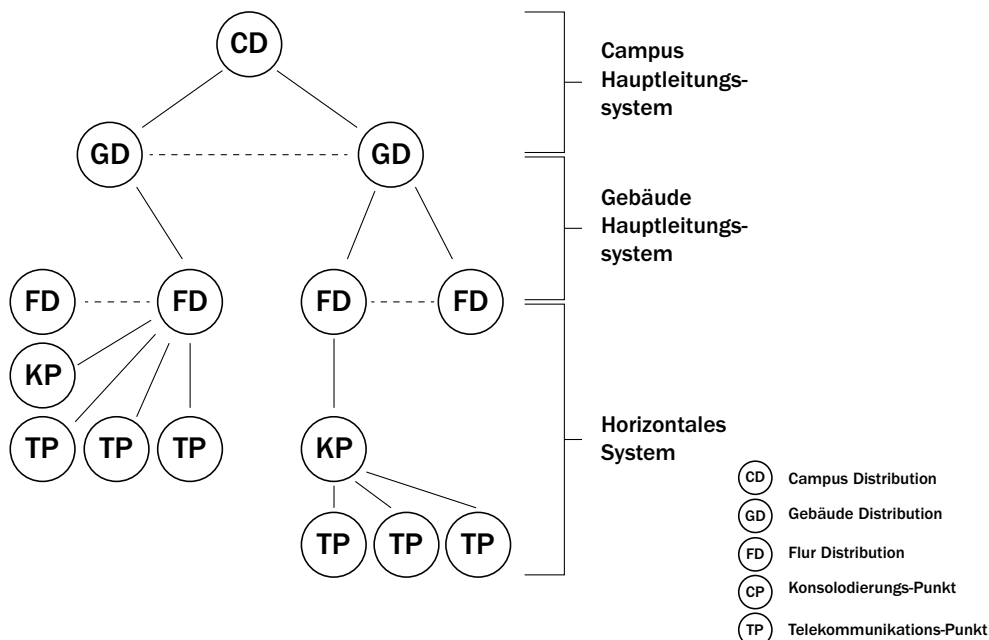 CD
Campus
Hauptleitungs-
system
GD
GD
Gebäude
Hauptleitungs-
system
FD
FD
FD
FD
KP
TP
TP
TP
KP
Horizontales
System
TP
TP
TP
CD Campus Distribution
GD Gebäude Distribution
FD Flur Distribution
CP Konsolodierungs-Punkt
TP Telekommunikations-Punkt